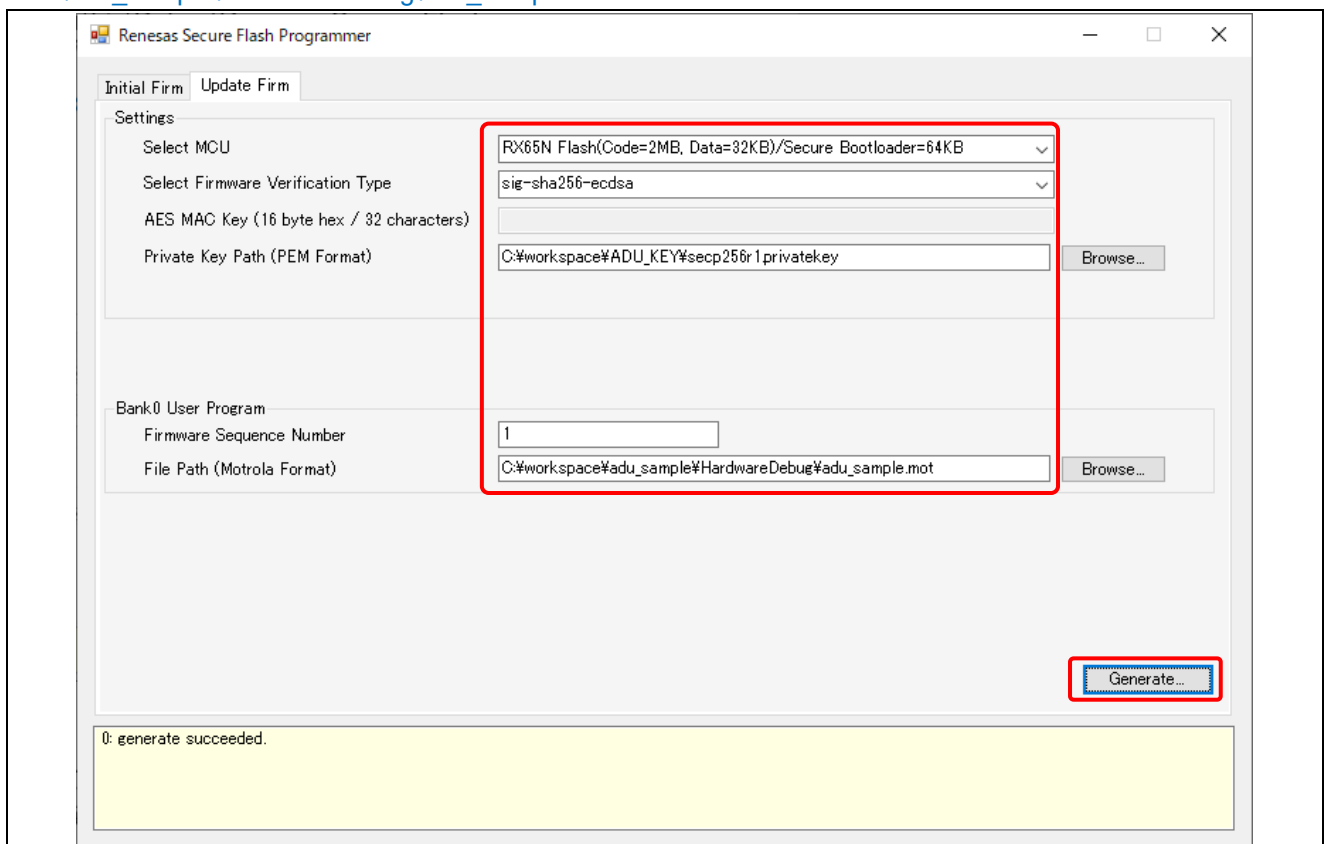 Renesas Secure Flash Programmer
Initial Firm Update Firm
Settings
Select MCU RX65N Flash(Code=2MB, Data=32KB)/Secure Bootloader=64KB
Select Firmware Verification Type sig-sha256-ecdsa
AES MAC Key (16 byte hex / 32 characters)
Private Key Path (PEM Format) C:¥workspace¥ADU_KEY¥secp256r1.privatekey Browse...
Bank0 User Program
Firmware Sequence Number 1
File Path (Motrola Format) C:¥workspace¥adu_sample¥HardwareDebug¥adu_sample.mot Browse...
Generate...
0: generate succeeded.